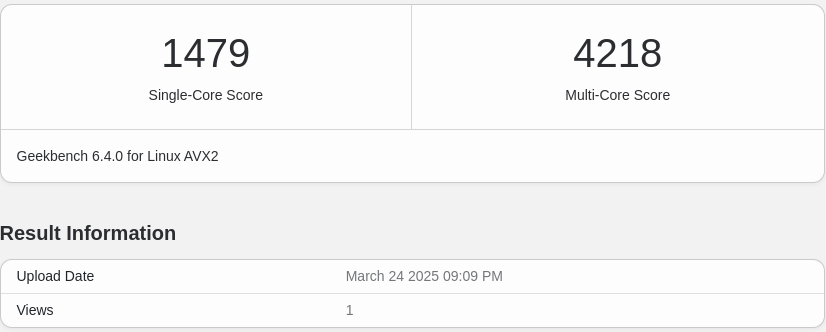 1479
4218
Single-Core Score
Multi-Core Score
Geekbench 6.4.0 for Linux AVX2
Result Information
Upload Date March 24 2025 09:09 PM
Views 1